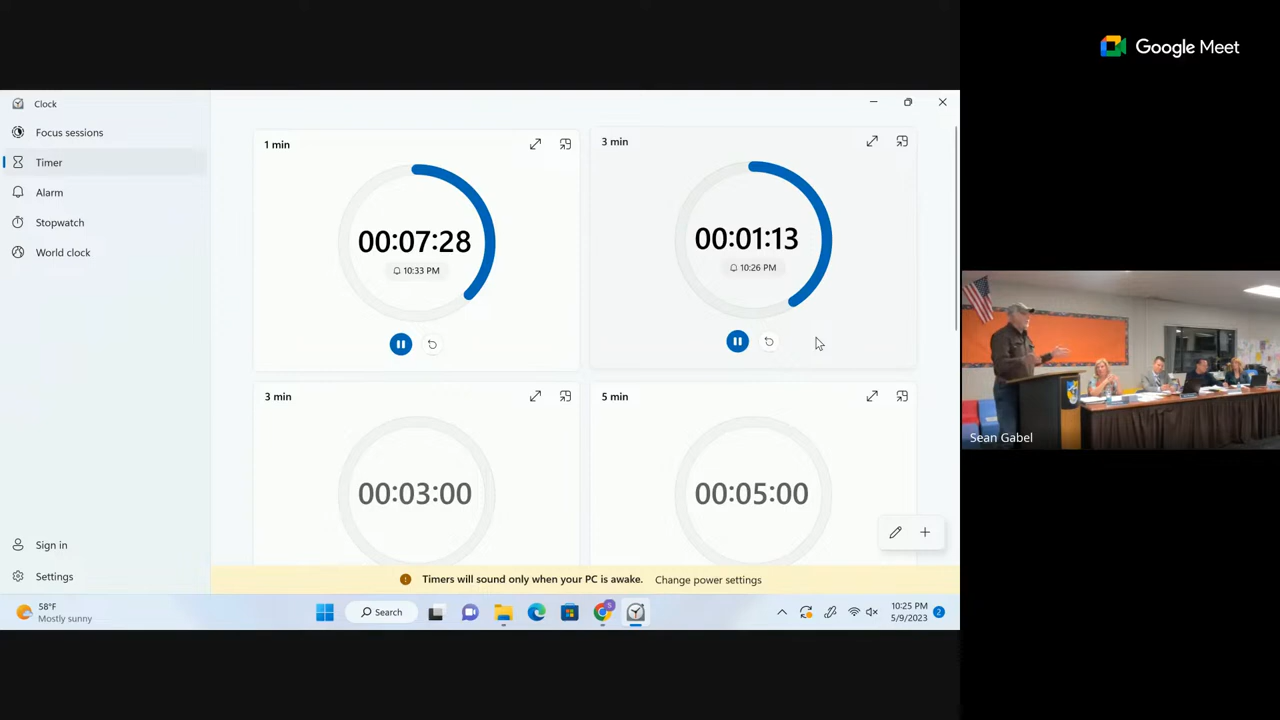 Google Meet
Clock
Focus sessions
Timer
Alarm
Stopwatch
World clock
Sign in
Settings
1 min
00:07:28
10:33 PM
3 min
00:01:13
10:26 PM
3 min
00:03:00
5 min
00:05:00
Timers will sound only when your PC is awake. Change power settings
58°F
Mostly sunny
Search
5
10:25 PM
5/9/2023
2
Sean Gabel